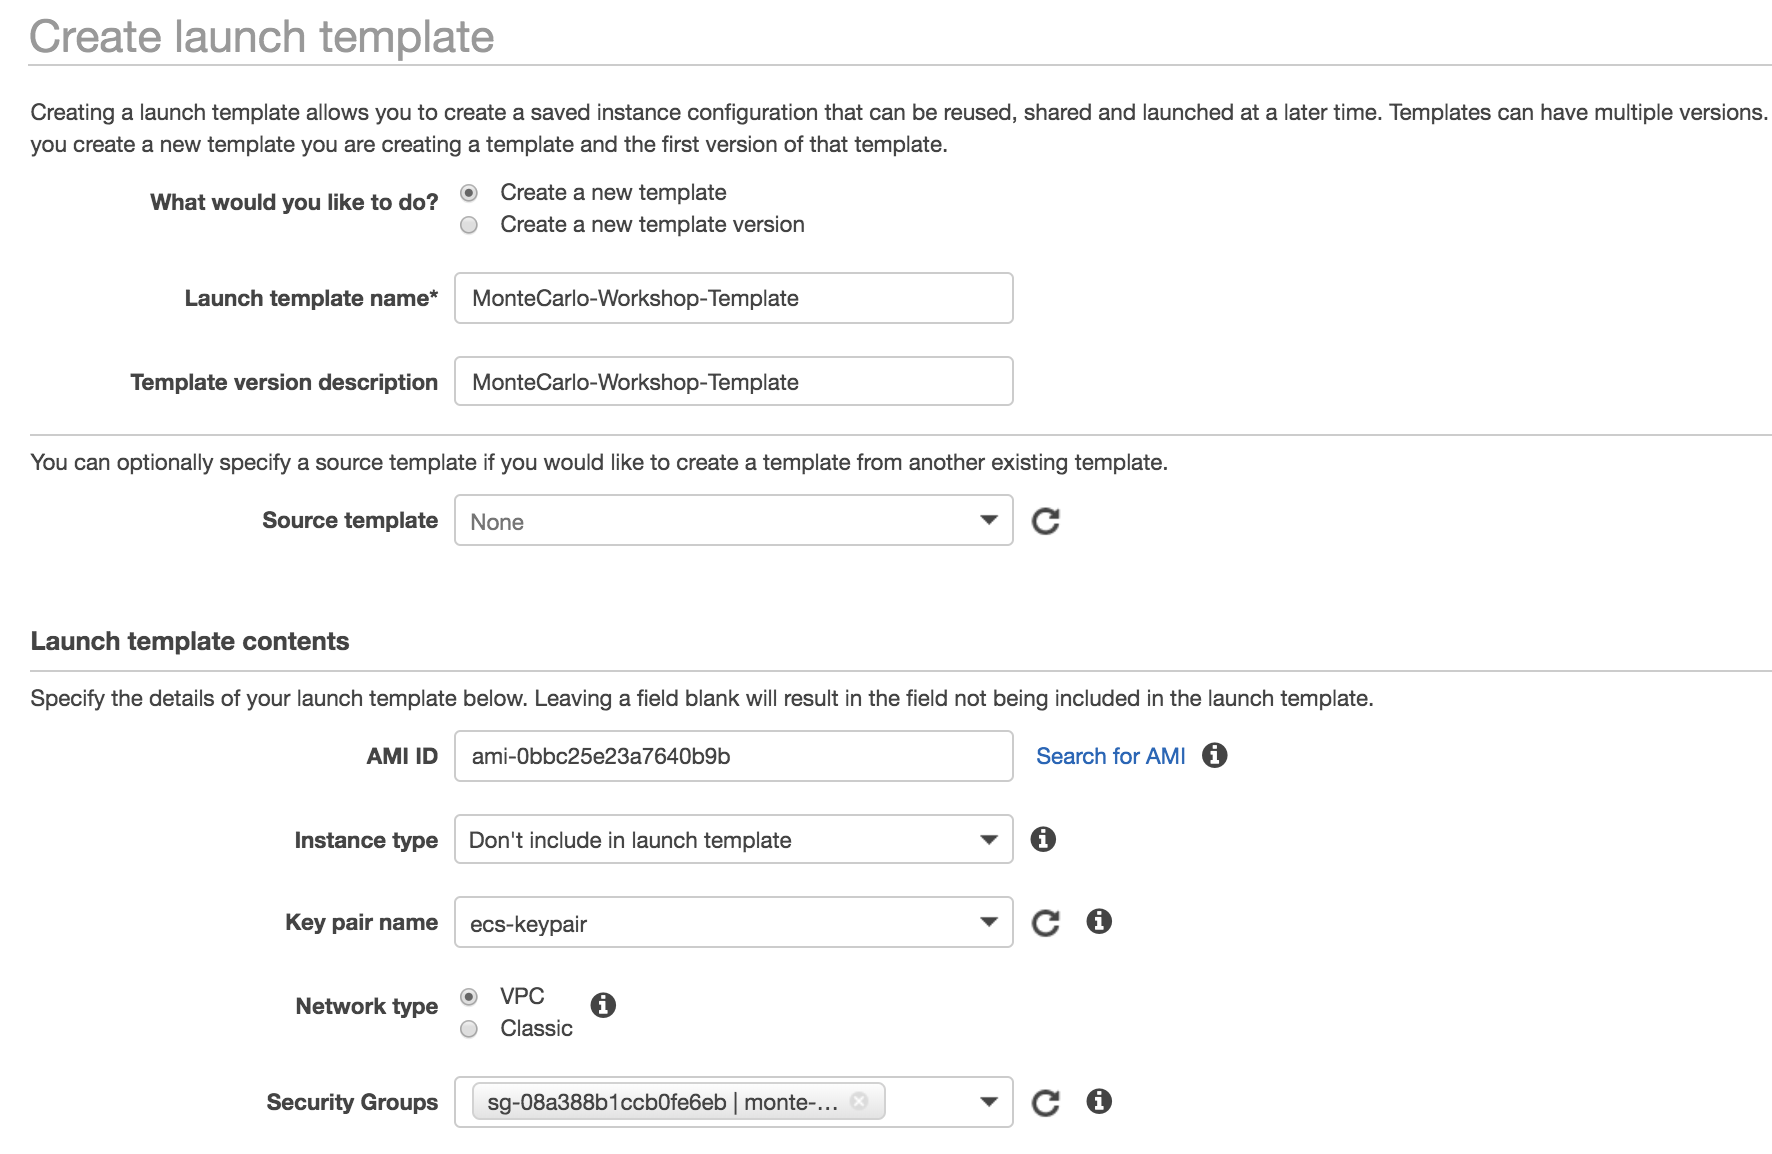 Create launch template
Creating a launch template allows you to create a saved instance configuration that can be reused, shared and launched at a later time. Templates can have multiple versions.
you create a new template you are creating a template and the first version of that template.
What would you like to do?
Create a new template
Create a new template version
Launch template name* MonteCarlo-Workshop-Template
Template version description MonteCarlo-Workshop-Template
You can optionally specify a source template if you would like to create a template from another existing template.
Source template None
Launch template contents
Specify the details of your launch template below. Leaving a field blank will result in the field not being included in the launch template.
AMI ID ami-0bbc25e23a7640b9b Search for AMI
Instance type Don't include in launch template
Key pair name ecs-keypair
Network type
VPC
Classic
Security Groups sg-08a388b1ccb0fe6eb | monte-...